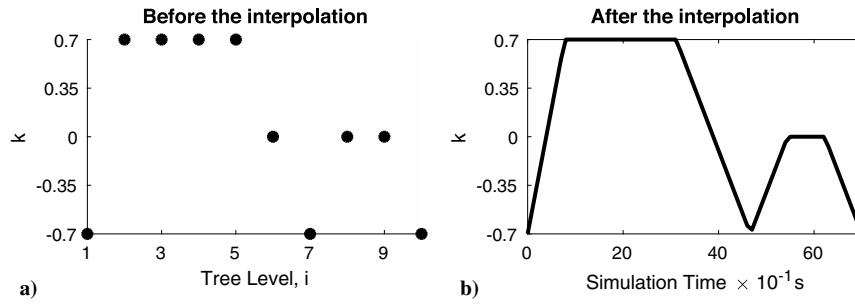 Before the interpolation
0.7
0.35
0
-0.35
-0.7
k
1
3
5
7
9
Tree Level, i
a)
After the interpolation
0.7
0.35
0
-0.35
-0.7
k
0
20
40
60
Simulation Time × 10⁻¹ s
b)